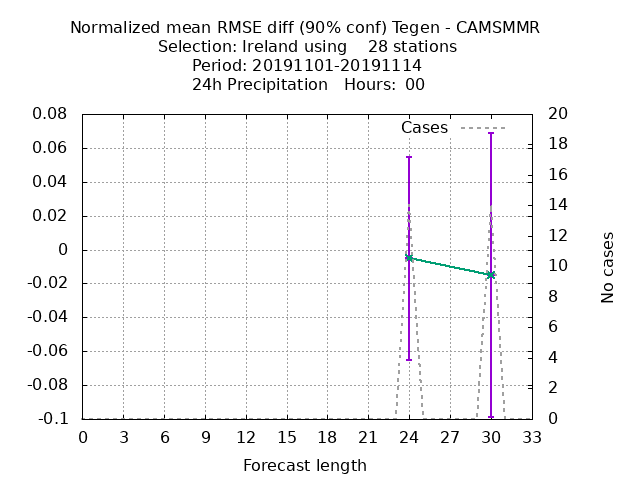 Normalized mean RMSE diff (90% conf) Tegen - CAMSMMR
Selection: Ireland using    28 stations
Period: 20191101-20191114
24h Precipitation   Hours:  00
Cases
0.08
0.06
0.04
0.02
0
-0.02
-0.04
-0.06
-0.08
-0.1
20
18
16
14
12
10
8
6
4
2
0
No cases
0 3 6 9 12 15 18 21 24 27 30 33
Forecast length